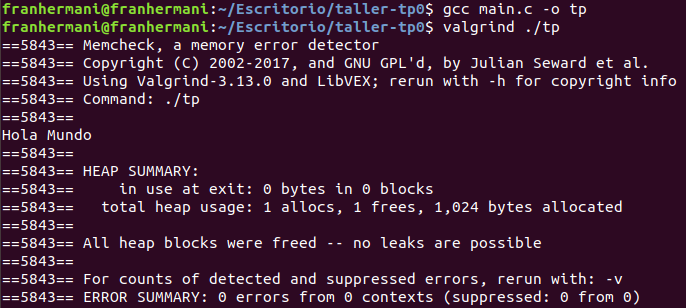 franhermani@franhermani:~/Escritorio/taller-tp0$ gcc main.c -o tp
franhermani@franhermani:~/Escritorio/taller-tp0$ valgrind ./tp
==5843== Memcheck, a memory error detector
==5843== Copyright (C) 2002-2017, and GNU GPL'd, by Julian Seward et al.
==5843== Using Valgrind-3.13.0 and LibVEX; rerun with -h for copyright info
==5843== Command: ./tp
==5843==
Hola Mundo
==5843==
==5843== HEAP SUMMARY:
==5843==     in use at exit: 0 bytes in 0 blocks
==5843==   total heap usage: 1 allocs, 1 frees, 1,024 bytes allocated
==5843==
==5843== All heap blocks were freed -- no leaks are possible
==5843==
==5843== For counts of detected and suppressed errors, rerun with: -v
==5843== ERROR SUMMARY: 0 errors from 0 contexts (suppressed: 0 from 0)